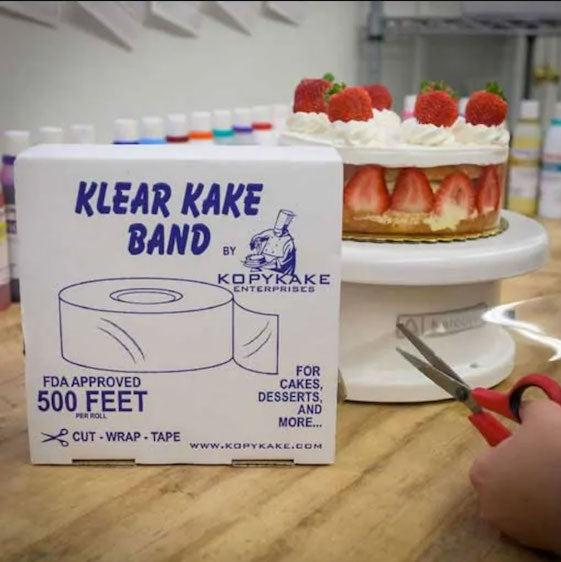 KLEAR KAKE
BAND BY
KOPYKAKE
ENTERPRISES
FDA APPROVED
500 FEET
PER ROLL
CUT - WRAP - TAPE
FOR
CAKES,
DESSERTS,
AND
MORE...
WWW.KOPYKAKE.COM